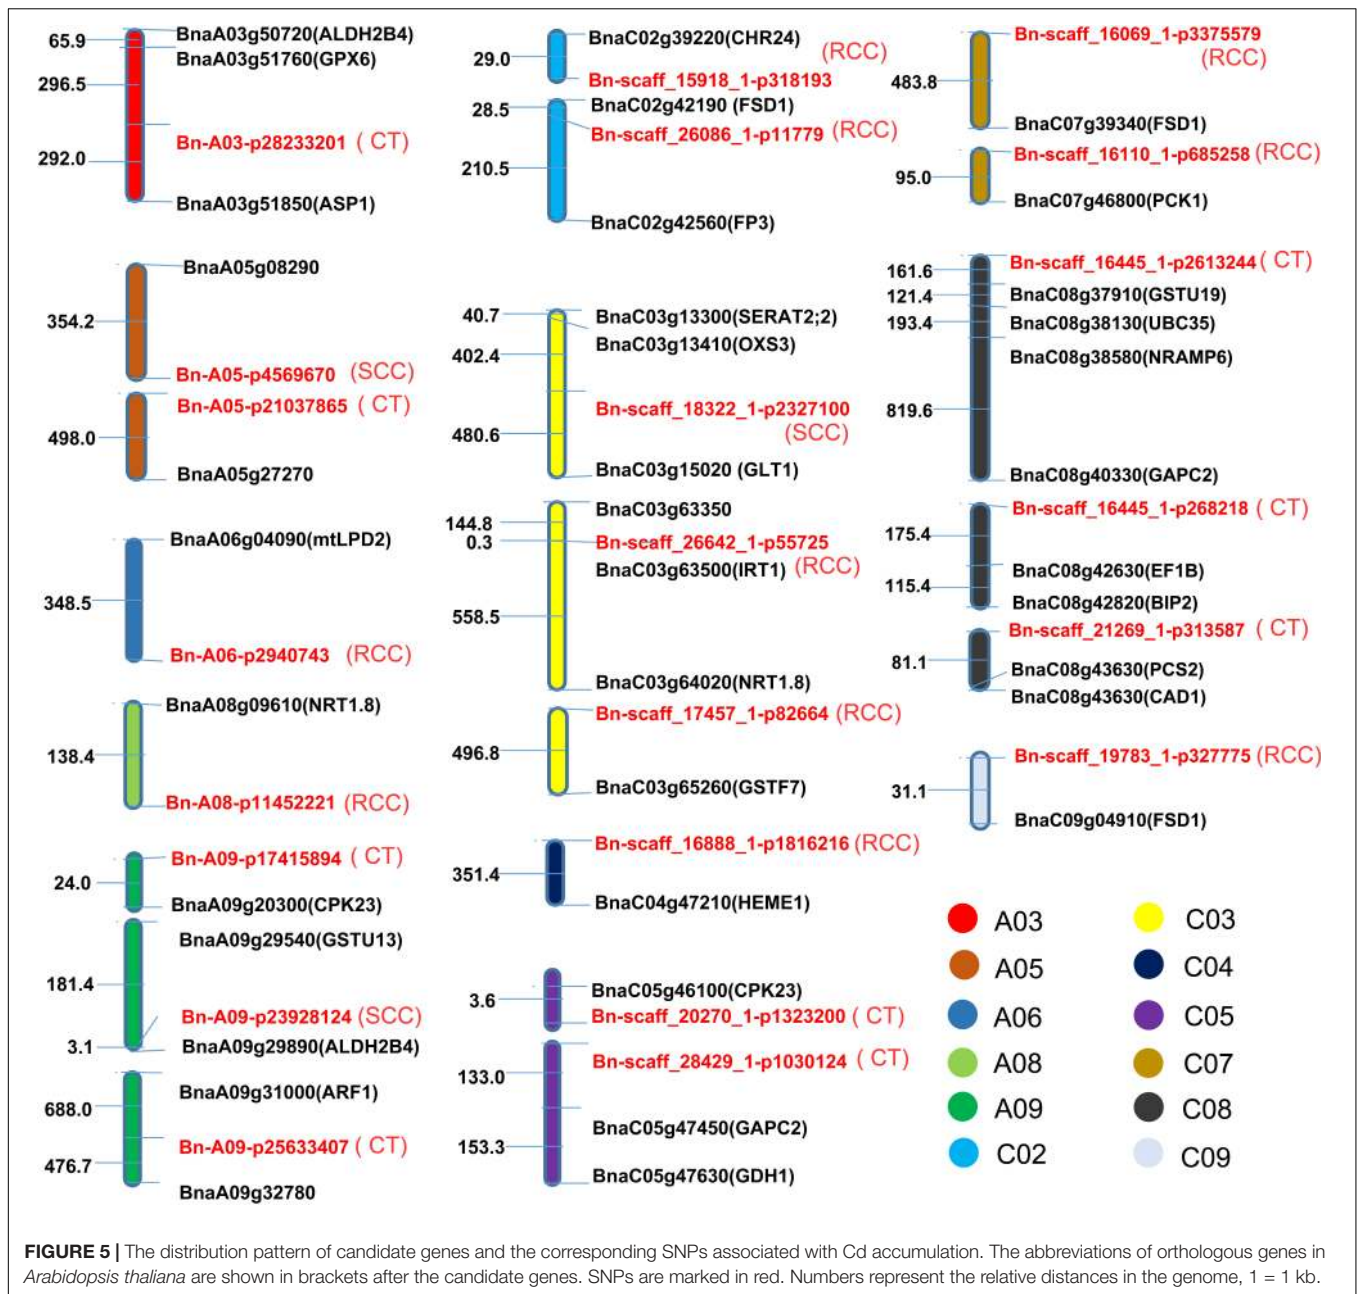 65.9
BnaA03g50720(ALDH2B4)
BnaA03g51760(GPX6)
296.5
Bn-A03-p28233201 ( CT)
292.0
BnaA03g51850(ASP1)
BnaA05g08290
354.2
Bn-A05-p4569670 (SCC)
Bn-A05-p21037865 ( CT)
498.0
BnaA05g27270
BnaA06g04090(mtLPD2)
348.5
Bn-A06-p2940743 (RCC)
BnaA08g09610(NRT1.8)
138.4
Bn-A08-p11452221 (RCC)
Bn-A09-p17415894 ( CT)
24.0
BnaA09g20300(CPK23)
BnaA09g29540(GSTU13)
181.4
Bn-A09-p23928124 (SCC)
3.1
BnaA09g29890(ALDH2B4)
BnaA09g31000(ARF1)
688.0
Bn-A09-p25633407 ( CT)
476.7
BnaA09g32780
BnaC02g39220(CHR24)
(RCC)
29.0
Bn-scaff_15918_1-p318193
28.5
BnaC02g42190 (FSD1)
Bn-scaff_26086_1-p11779 (RCC)
210.5
BnaC02g42560(FP3)
40.7
BnaC03g13300(SERAT2;2)
BnaC03g13410(OXS3)
402.4
Bn-scaff_18322_1-p2327100
(SCC)
480.6
BnaC03g15020 (GLT1)
BnaC03g63350
144.8
0.3
Bn-scaff_26642_1-p55725
BnaC03g63500(IRT1) (RCC)
558.5
BnaC03g64020(NRT1.8)
Bn-scaff_17457_1-p82664 (RCC)
496.8
BnaC03g65260(GSTF7)
Bn-scaff_16888_1-p1816216 (RCC)
351.4
BnaC04g47210(HEME1)
BnaC05g46100(CPK23)
3.6
Bn-scaff_20270_1-p1323200 ( CT)
Bn-scaff_28429_1-p1030124 ( CT)
133.0
BnaC05g47450(GAPC2)
153.3
BnaC05g47630(GDH1)
Bn-scaff_16069_1-p3375579
(RCC)
483.8
BnaC07g39340(FSD1)
Bn-scaff_16110_1-p685258 (RCC)
95.0
BnaC07g46800(PCK1)
Bn-scaff_16445_1-p2613244 ( CT)
161.6
121.4
BnaC08g37910(GSTU19)
193.4
BnaC08g38130(UBC35)
BnaC08g38580(NRAMP6)
819.6
BnaC08g40330(GAPC2)
Bn-scaff_16445_1-p268218 ( CT)
175.4
BnaC08g42630(EF1B)
115.4
BnaC08g42820(BIP2)
Bn-scaff_21269_1-p313587 ( CT)
81.1
BnaC08g43630(PCS2)
BnaC08g43630(CAD1)
Bn-scaff_19783_1-p327775 (RCC)
31.1
BnaC09g04910(FSD1)
A03
A05
A06
A08
A09
C02
C03
C04
C05
C07
C08
C09
FIGURE 5 | The distribution pattern of candidate genes and the corresponding SNPs associated with Cd accumulation. The abbreviations of orthologous genes in
Arabidopsis thaliana are shown in brackets after the candidate genes. SNPs are marked in red. Numbers represent the relative distances in the genome, 1 = 1 kb.